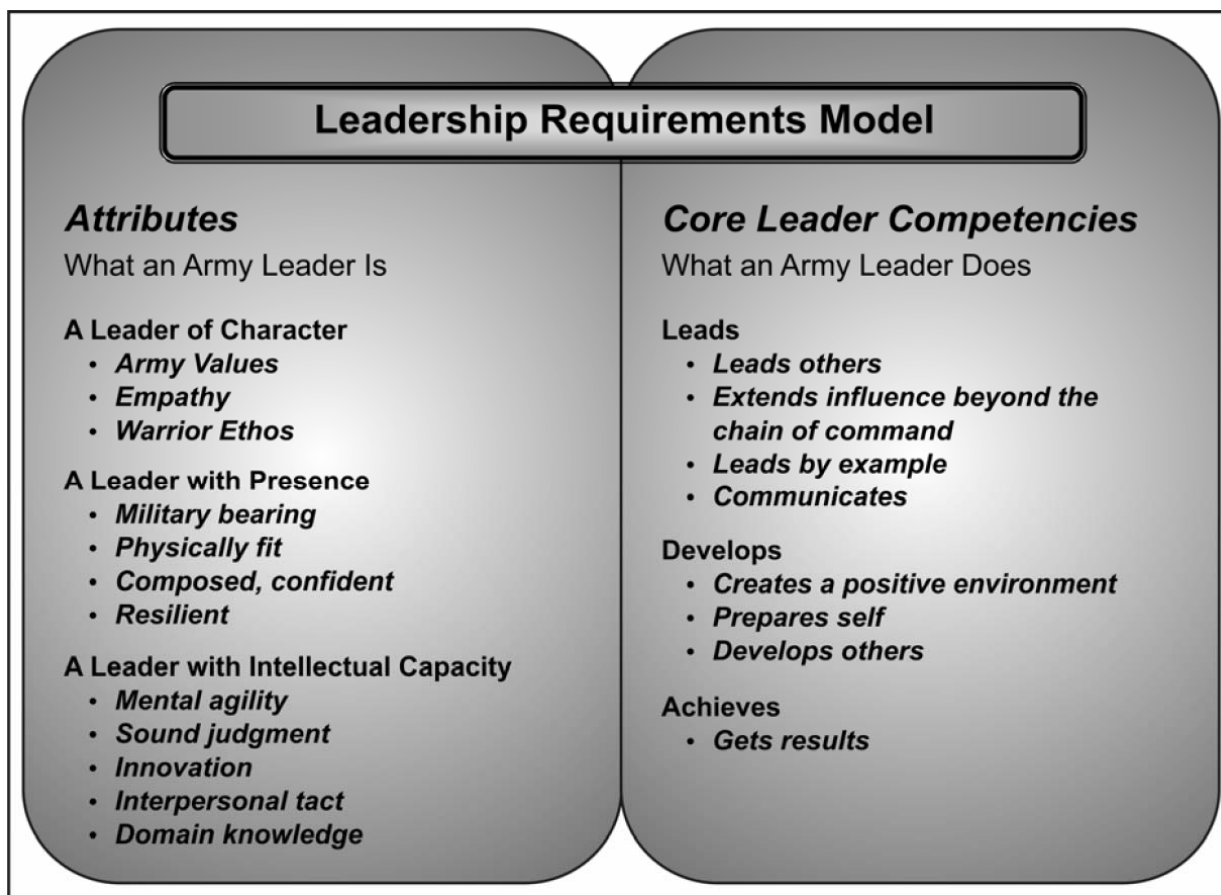 Leadership Requirements Model
Attributes
What an Army Leader Is
A Leader of Character
• Army Values
• Empathy
• Warrior Ethos
A Leader with Presence
• Military bearing
• Physically fit
• Composed, confident
• Resilient
A Leader with Intellectual Capacity
• Mental agility
• Sound judgment
• Innovation
• Interpersonal tact
• Domain knowledge
Core Leader Competencies
What an Army Leader Does
Leads
• Leads others
• Extends influence beyond the
chain of command
• Leads by example
• Communicates
Develops
• Creates a positive environment
• Prepares self
• Develops others
Achieves
• Gets results